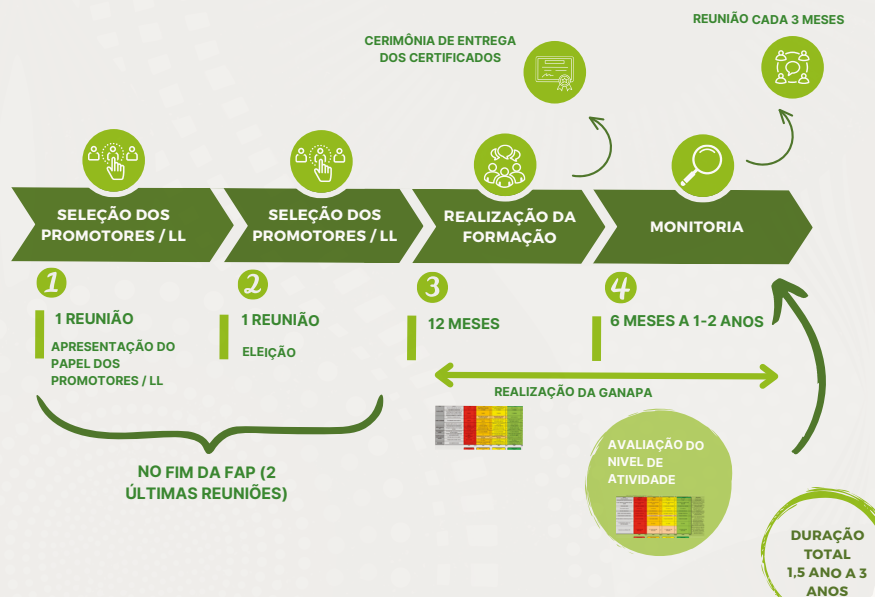 CERIMÔNIA DE ENTREGA
DOS CERTIFICADOS
REUNIÃO CADA 3 MESES
SELEÇÃO DOS
PROMOTORES / LL
SELEÇÃO DOS
PROMOTORES / LL
REALIZAÇÃO DA
FORMAÇÃO
MONITORIA
1
1 REUNIÃO
APRESENTAÇÃO DO
PAPEL DOS
PROMOTORES / LL
2
1 REUNIÃO
ELEIÇÃO
3
12 MESES
4
6 MESES A 1-2 ANOS
REALIZAÇÃO DA GANAPA
NO FIM DA FAP (2
ÚLTIMAS REUNIÕES)
AVALIAÇÃO DO
NIVEL DE
ATIVIDADE
DURAÇÃO
TOTAL
1,5 ANO A 3
ANOS